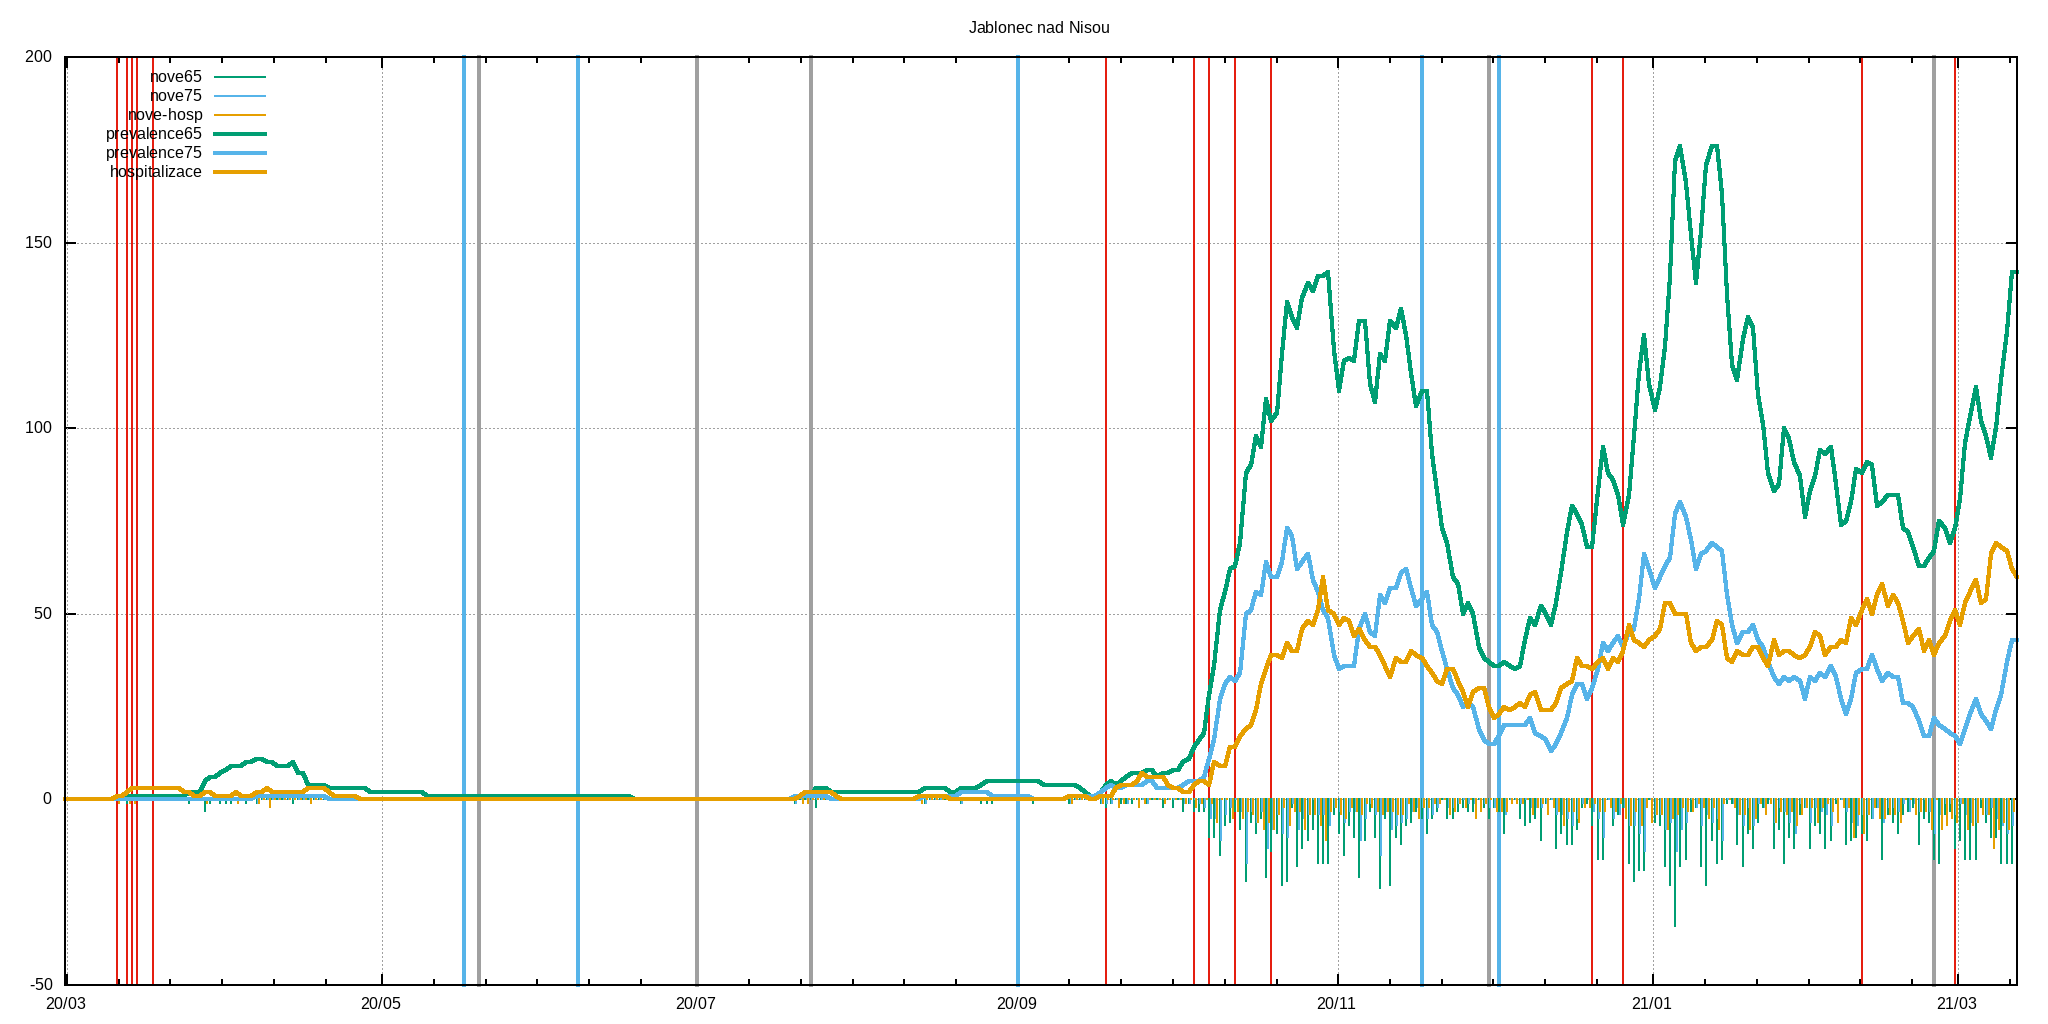 Jablonec nad Nisou
200
nove65
nove75
nove-hosp
prevalence65
prevalence75
hospitalizace
150
100
50
0
-50
20/03 20/05 20/07 20/09 20/11 21/01 21/03